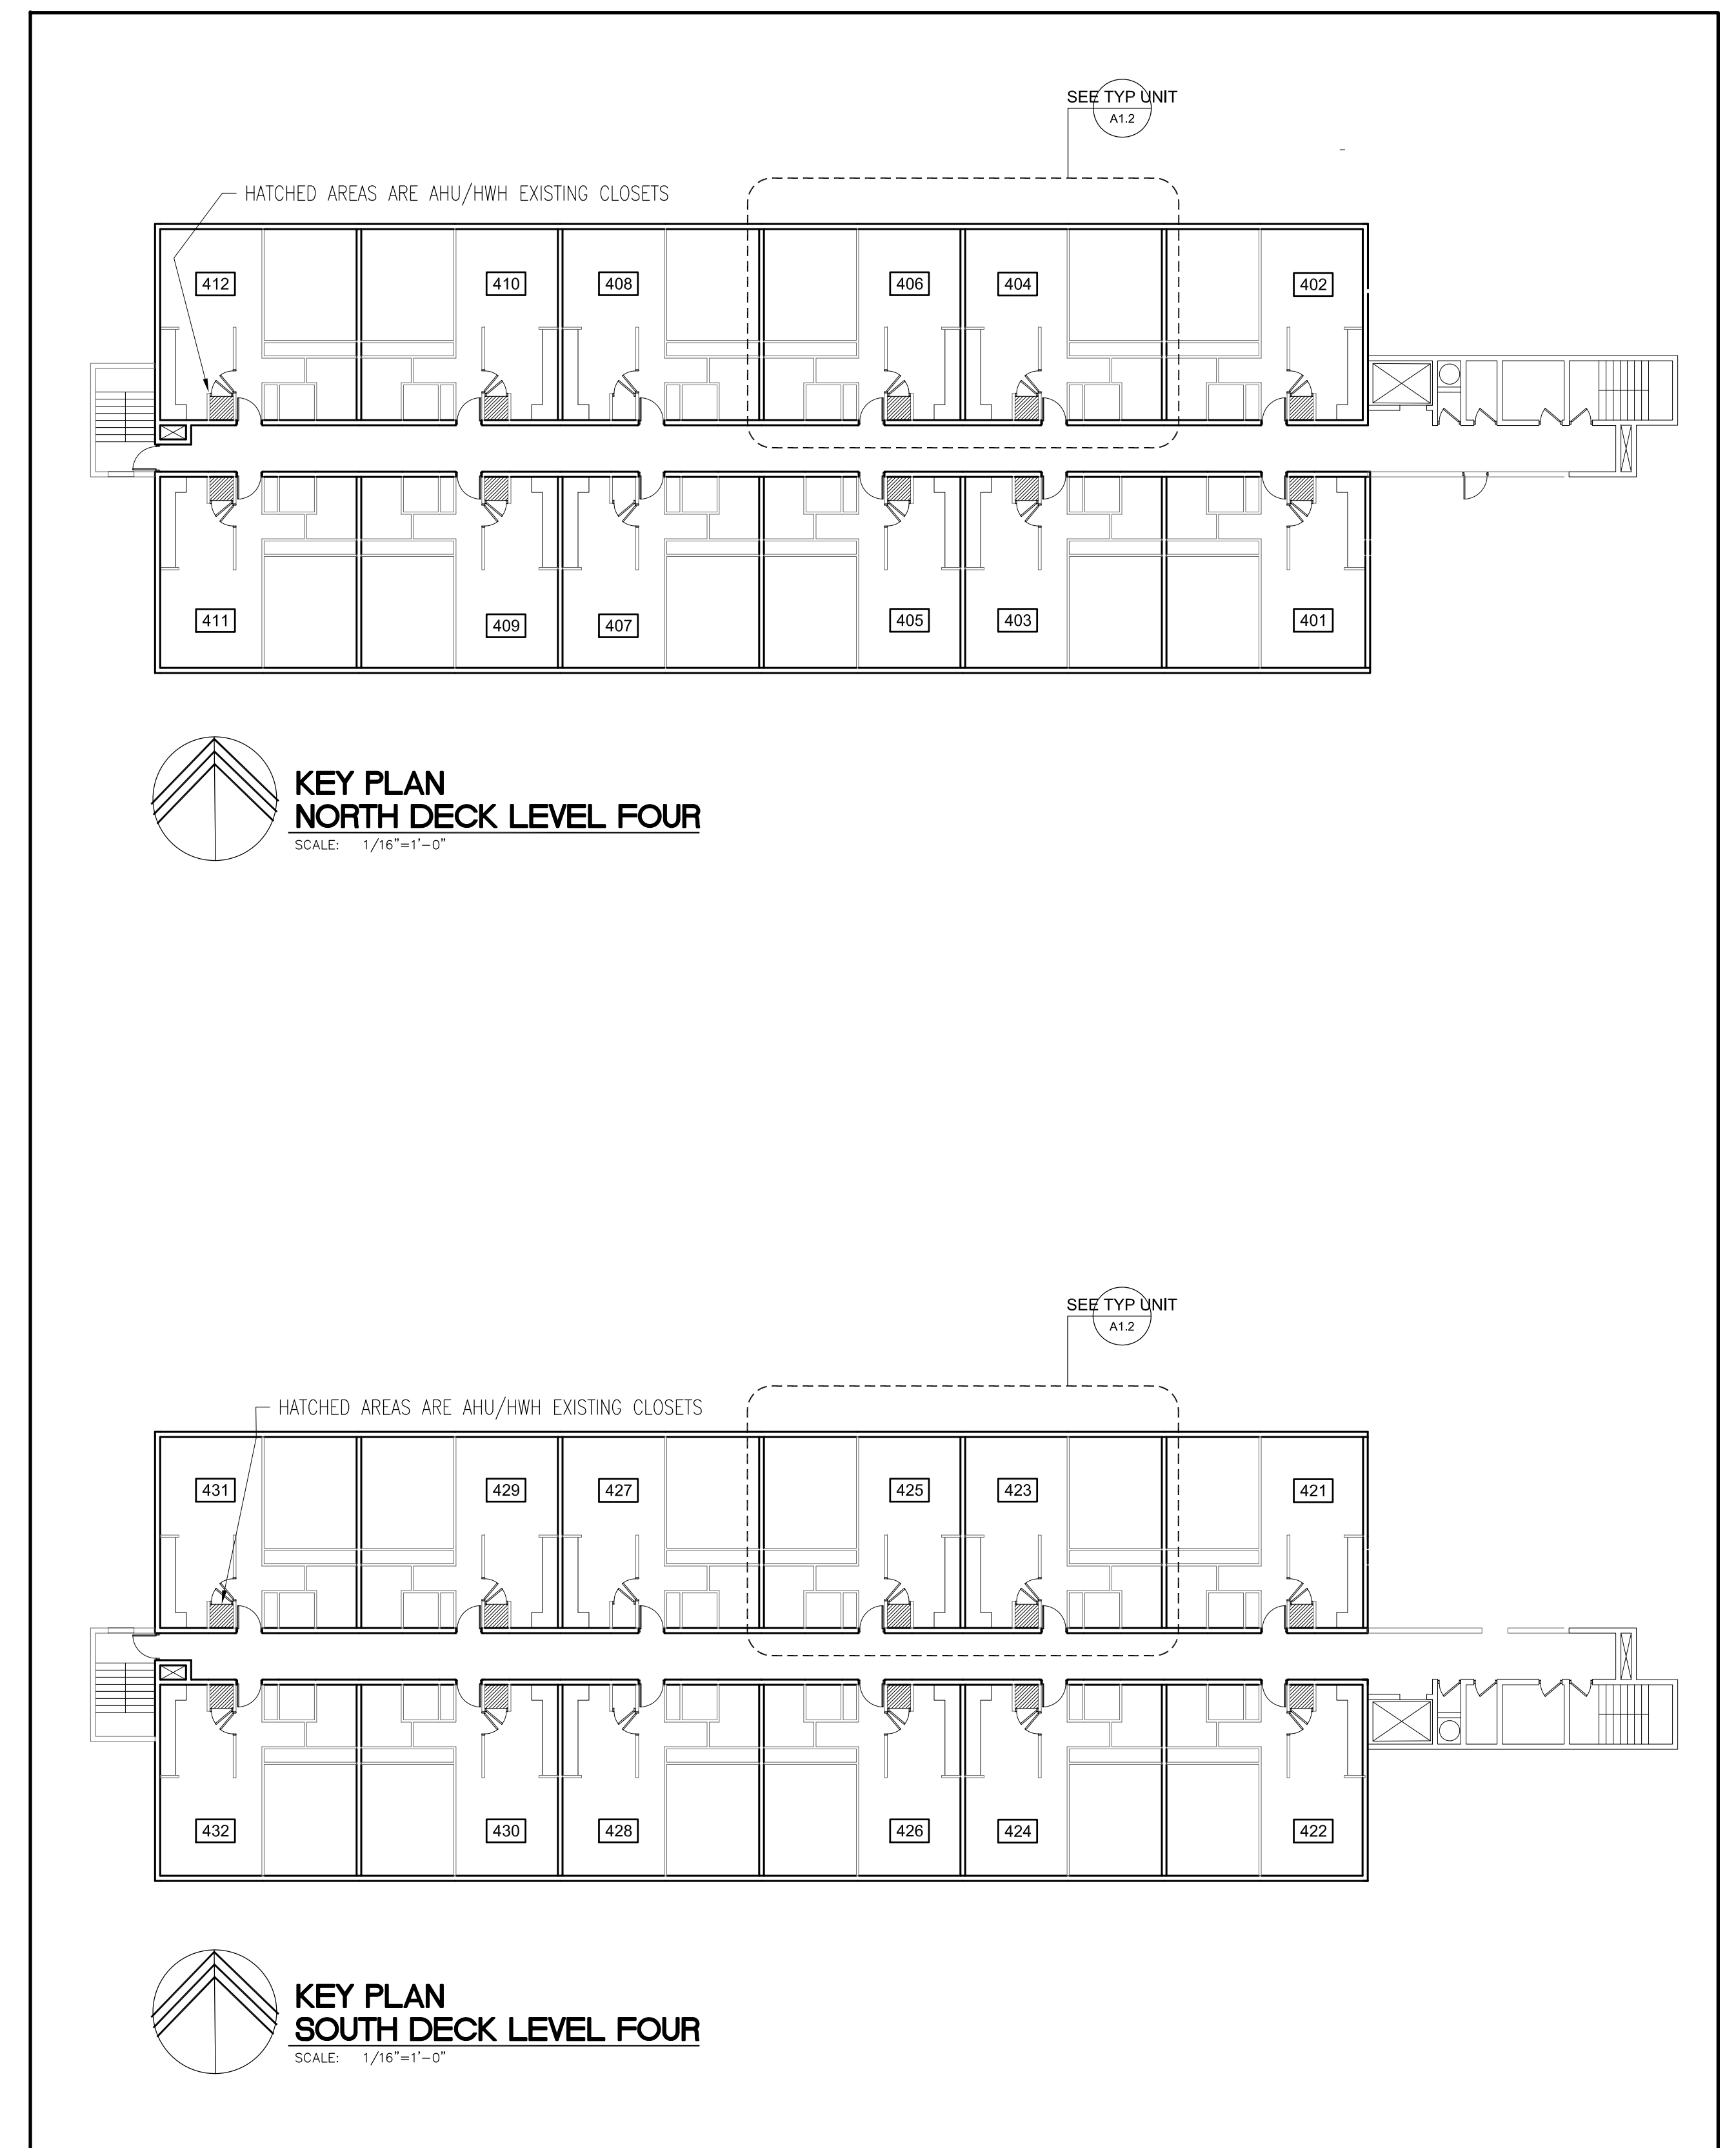 SEE TYP UNIT
A1.2
HATCHED AREAS ARE AHU/HWH EXISTING CLOSETS
412
410
408
406
404
402
411
409
407
405
403
401
KEY PLAN
NORTH DECK LEVEL FOUR
SCALE: 1/16"=1'-0"
SEE TYP UNIT
A1.2
HATCHED AREAS ARE AHU/HWH EXISTING CLOSETS
431
429
427
425
423
421
432
430
428
426
424
422
KEY PLAN
SOUTH DECK LEVEL FOUR
SCALE: 1/16"=1'-0"